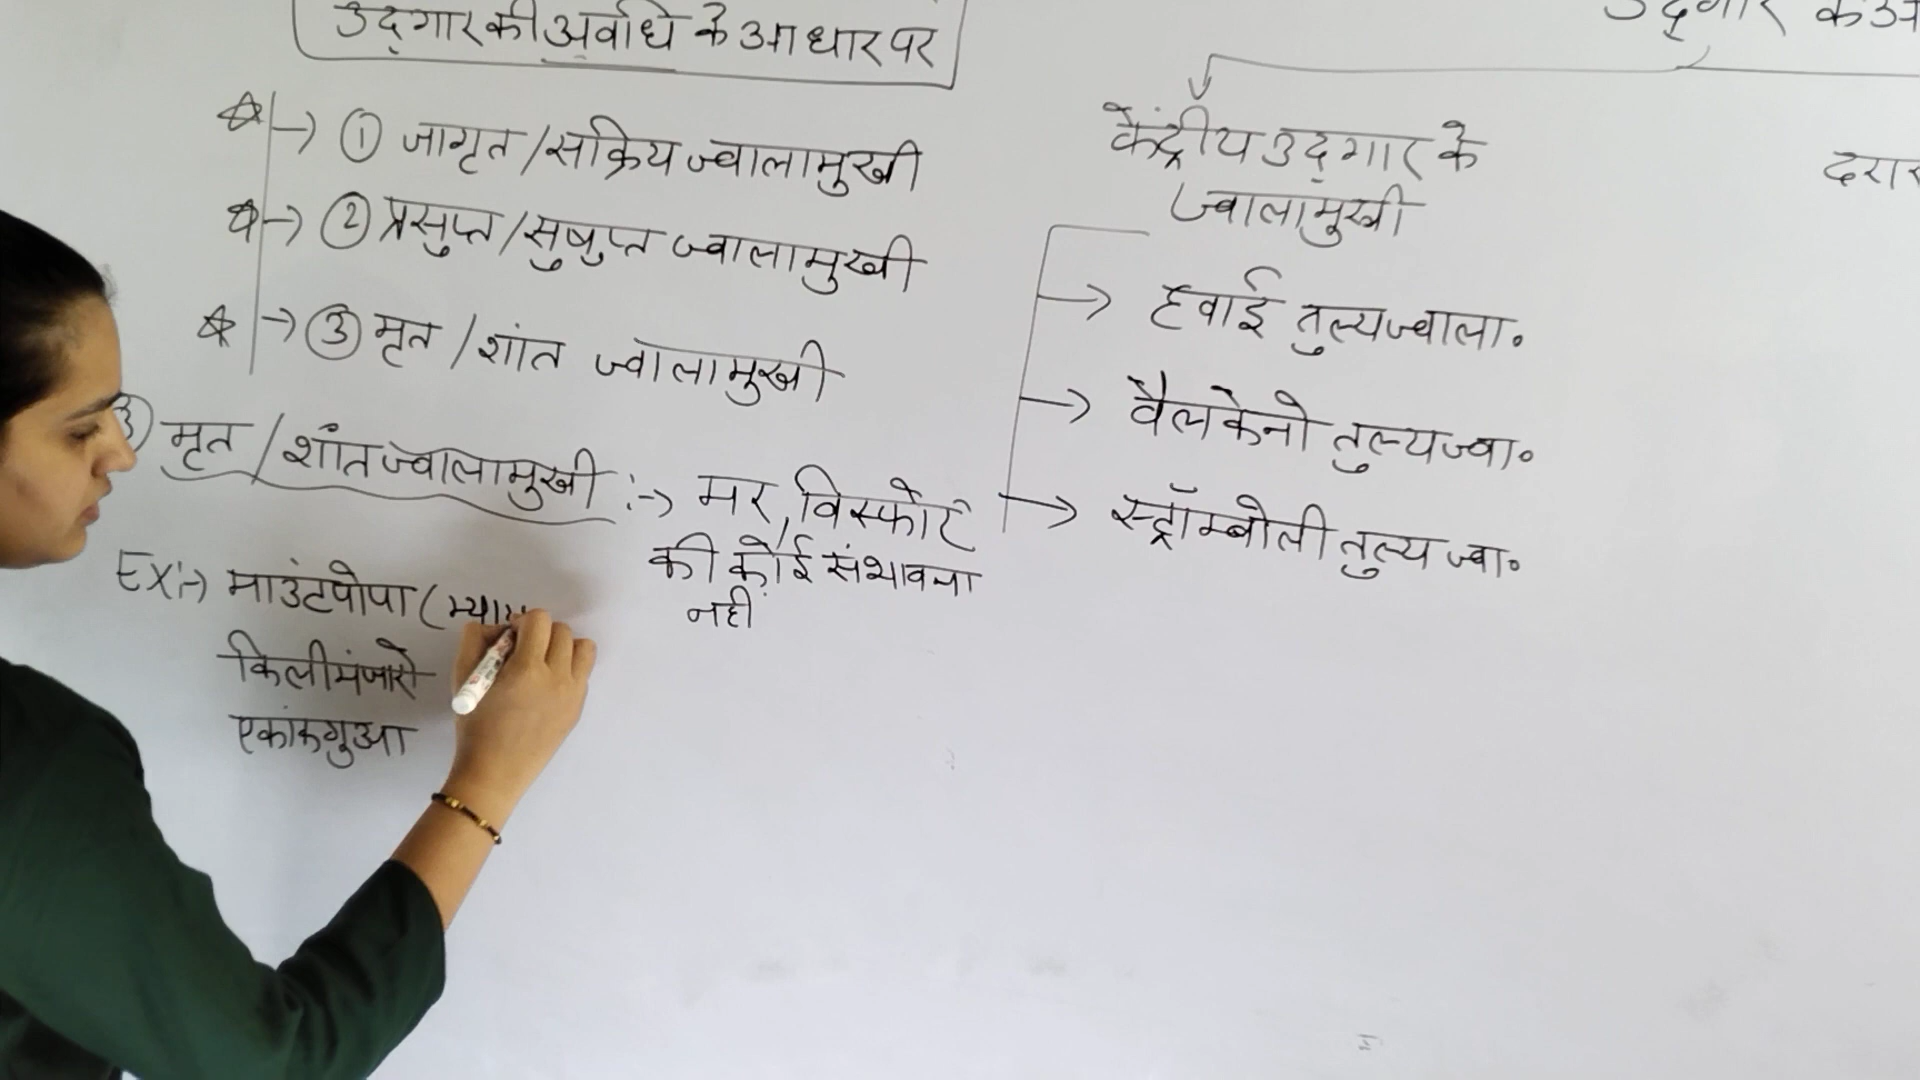 उद्गार की अवधि के आधार पर
→ ① जागृत / सक्रिय ज्वालामुखी
→ ② प्रसुप्त / सुषुप्त ज्वालामुखी
→ ③ मृत / शांत ज्वालामुखी
3) मृत / शांत ज्वालामुखी :→ मर, विस्फोट
की कोई संभावना
नहीं
Ex:→ माउंट पोपा (म्या
किलीमंजारो
एकांकगुआ
उद्गार के अ
केंद्रीय उद्गार के
ज्वालामुखी
दरार
→ हवाई तुल्य ज्वाला०
→ वैलकेनो तुल्य ज्वा०
→ स्ट्रॉम्बोली तुल्य ज्वा०